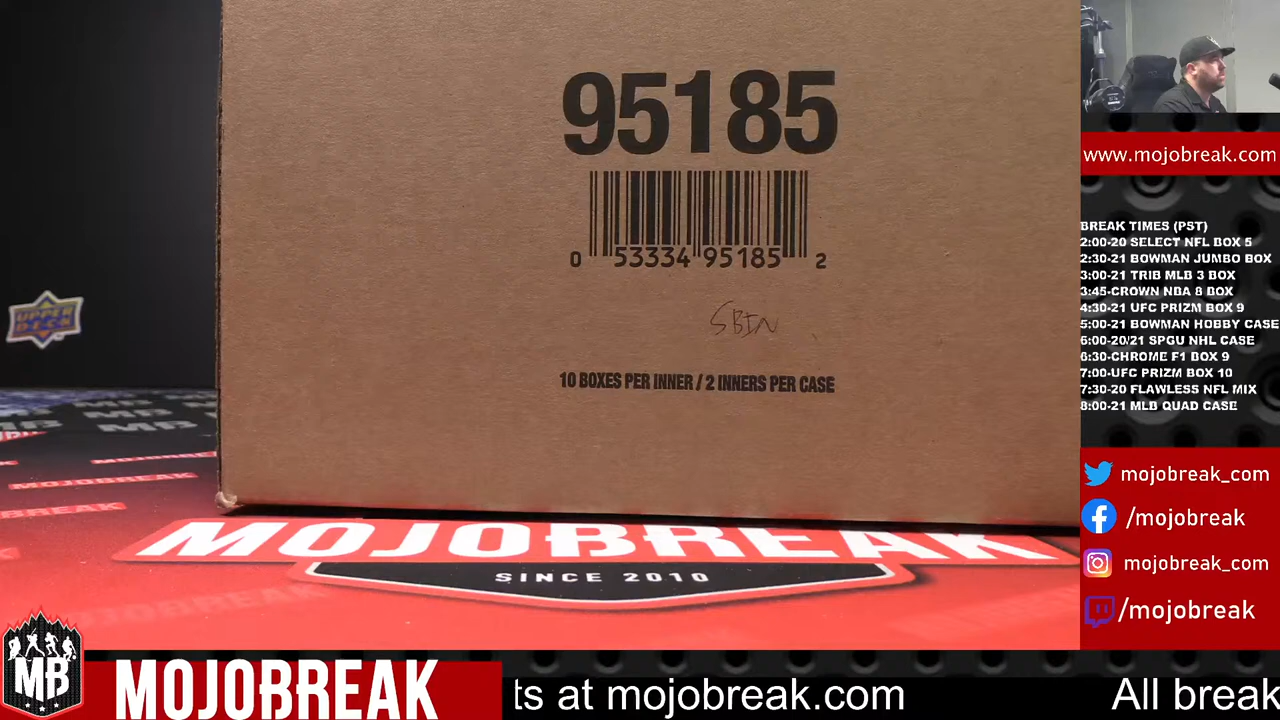 95185
0 53334 95185 2
SBIN
10 BOXES PER INNER / 2 INNERS PER CASE
UPPER
DECK
MOJOBREAK
SINCE 2010
MOJOBREAK
MB
MB
MOJOBREAK
ts at mojobreak.com
All break
www.mojobreak.com
BREAK TIMES (PST)
2:00-20 SELECT NFL BOX 5
2:30-21 BOWMAN JUMBO BOX
3:00-21 TRIB MLB 3 BOX
3:45-CROWN NBA 8 BOX
4:30-21 UFC PRIZM BOX 9
5:00-21 BOWMAN HOBBY CASE
6:00-20/21 SPGU NHL CASE
6:30-CHROME F1 BOX 9
7:00-UFC PRIZM BOX 10
7:30-20 FLAWLESS NFL MIX
8:00-21 MLB QUAD CASE
mojobreak_com
/mojobreak
mojobreak_com
/mojobreak